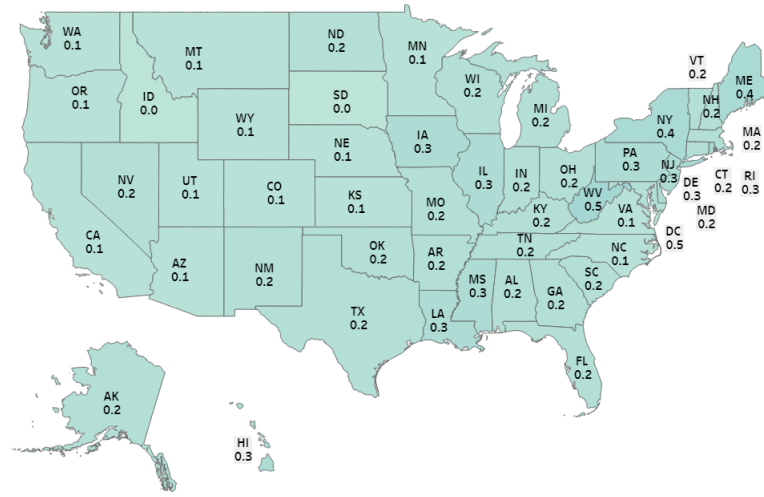 WA
0.1
MT
0.1
ND
0.2
MN
0.1
VT
0.2
ME
0.4
OR
0.1
ID
0.0
SD
0.0
WI
0.2
MI
0.2
NH
0.2
NY
0.4
MA
0.2
WY
0.1
IA
0.3
NE
0.1
PA
0.3
NJ
0.3
CT
0.2
RI
0.3
NV
0.2
UT
0.1
CO
0.1
KS
0.1
MO
0.2
IL
0.3
IN
0.2
OH
0.2
WV
0.5
DE
0.3
MD
0.2
VA
0.1
KY
0.2
DC
0.5
CA
0.1
AZ
0.1
NM
0.2
OK
0.2
AR
0.2
TN
0.2
NC
0.1
SC
0.2
MS
0.3
AL
0.2
GA
0.2
TX
0.2
LA
0.3
FL
0.2
AK
0.2
HI
0.3